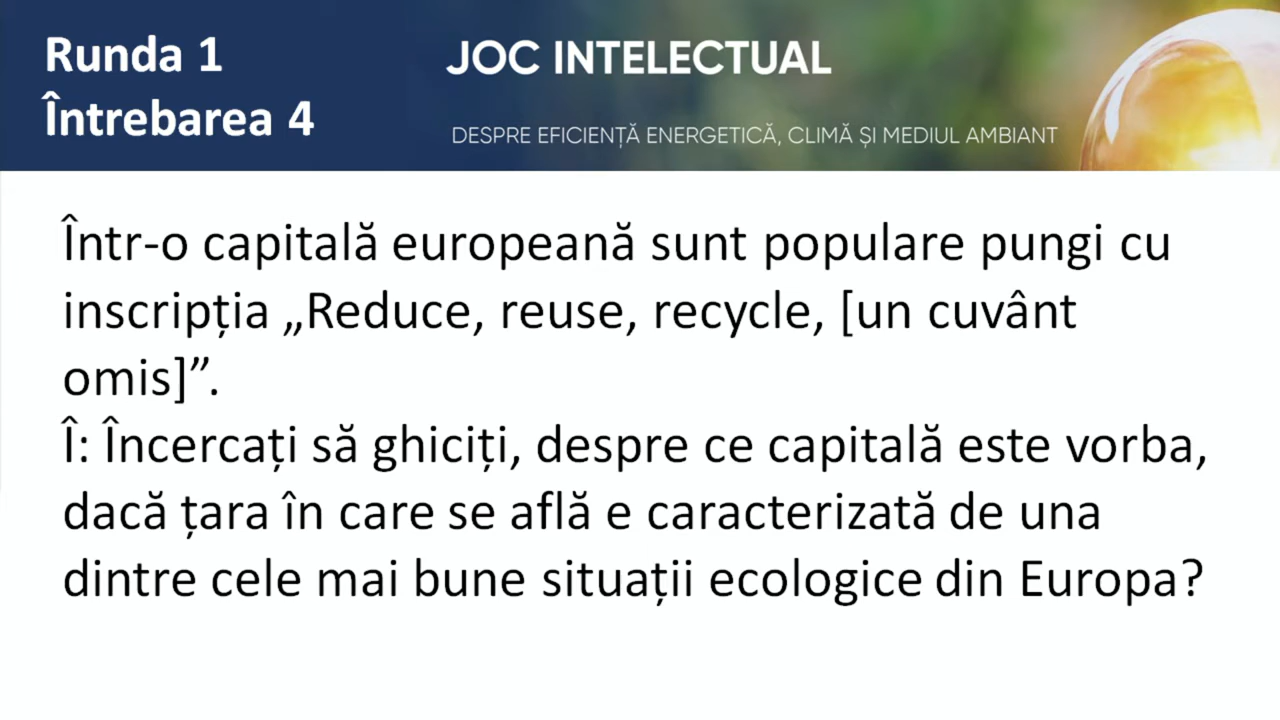 Runda 1
Întrebarea 4
JOC INTELECTUAL
DESPRE EFICIENȚĂ ENERGETICĂ, CLIMĂ ȘI MEDIUL AMBIANT
Într-o capitală europeană sunt populare pungi cu
inscripția „Reduce, reuse, recycle, [un cuvânt
omis]”.
Î: Încercați să ghiciți, despre ce capitală este vorba,
dacă țara în care se află e caracterizată de una
dintre cele mai bune situații ecologice din Europa?